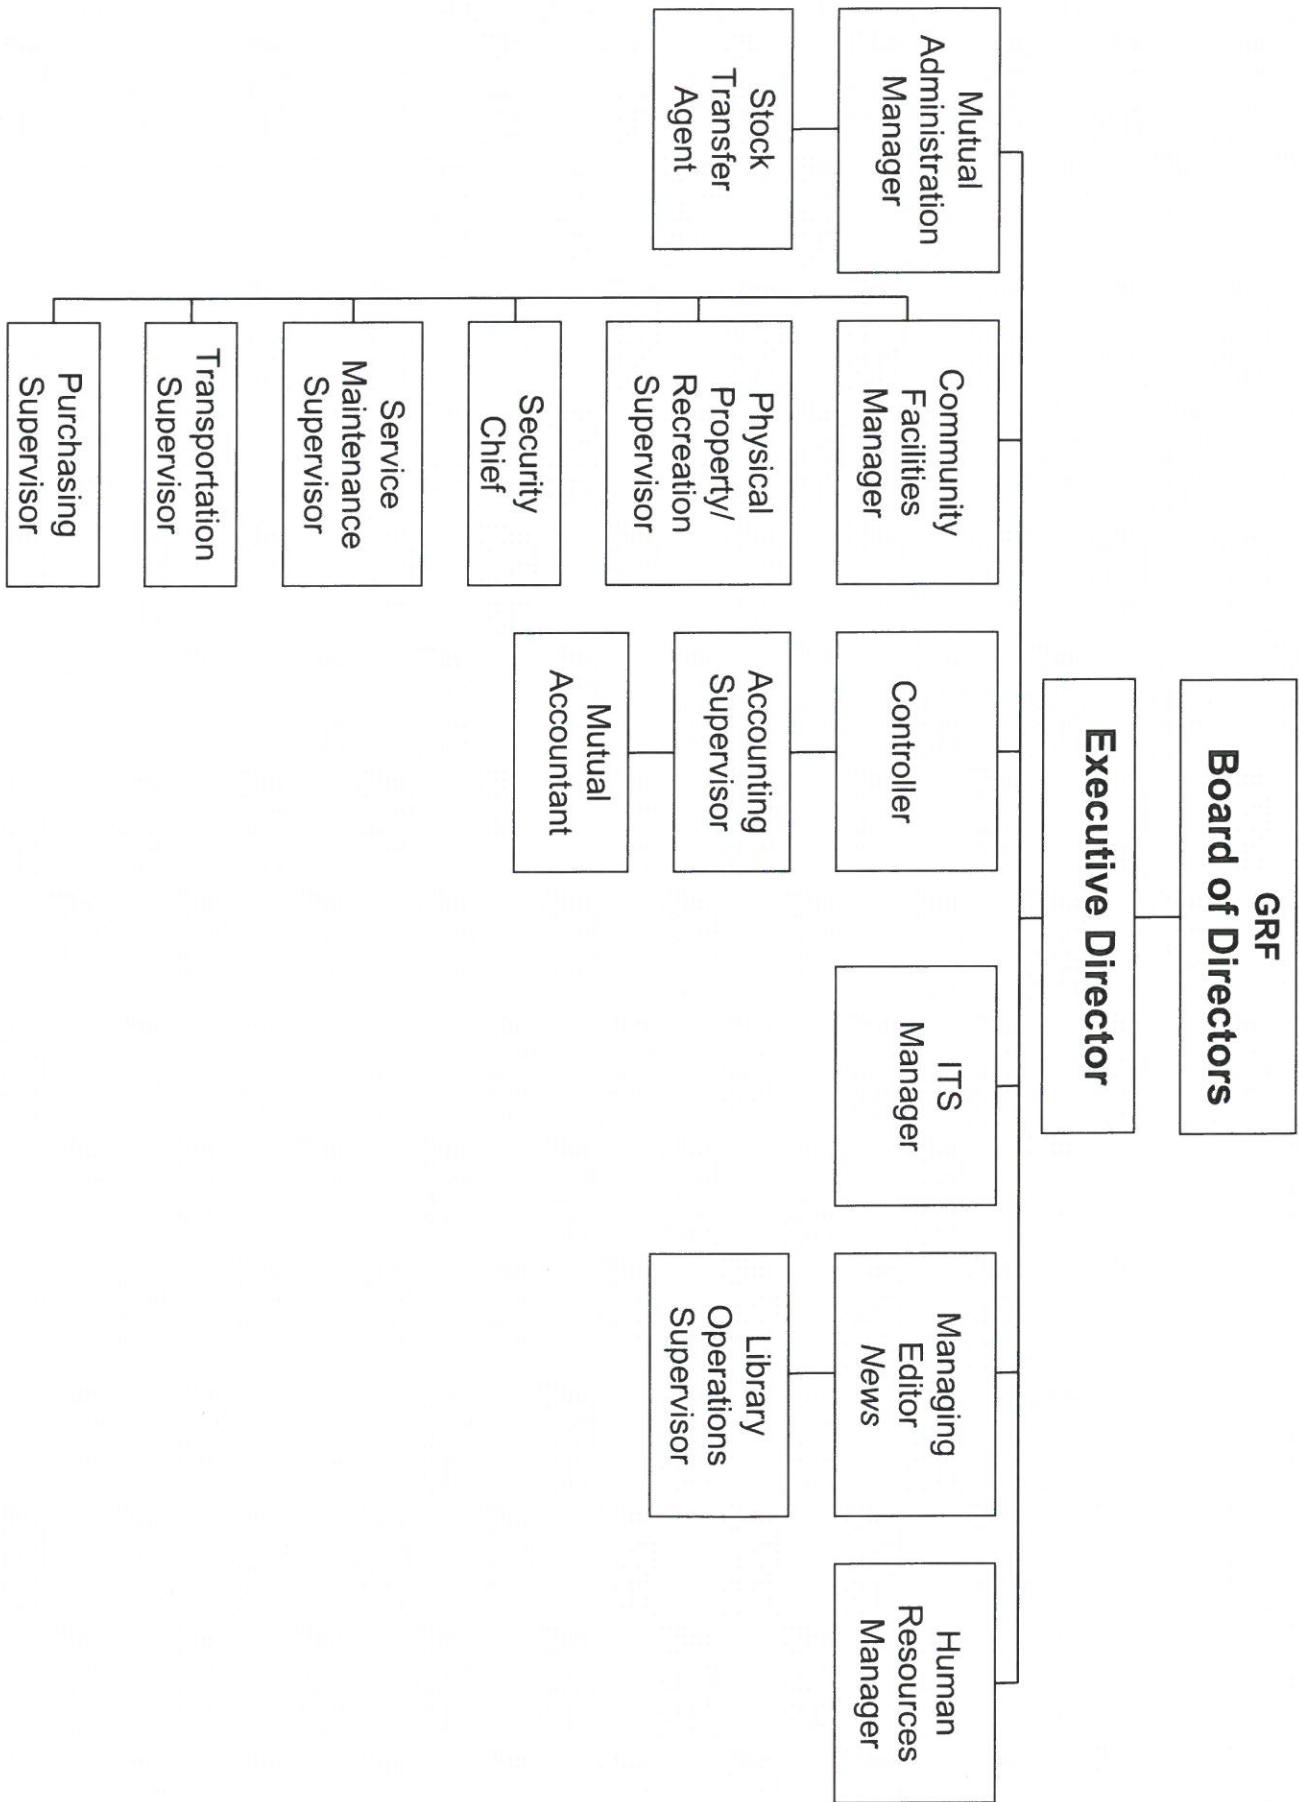 GRF
Board of Directors
Executive Director
Mutual
Administration
Manager
Stock
Transfer
Agent
Community
Facilities
Manager
Physical
Property/
Recreation
Supervisor
Security
Chief
Service
Maintenance
Supervisor
Transportation
Supervisor
Purchasing
Supervisor
Controller
Accounting
Supervisor
Mutual
Accountant
ITS
Manager
Managing
Editor
News
Library
Operations
Supervisor
Human
Resources
Manager